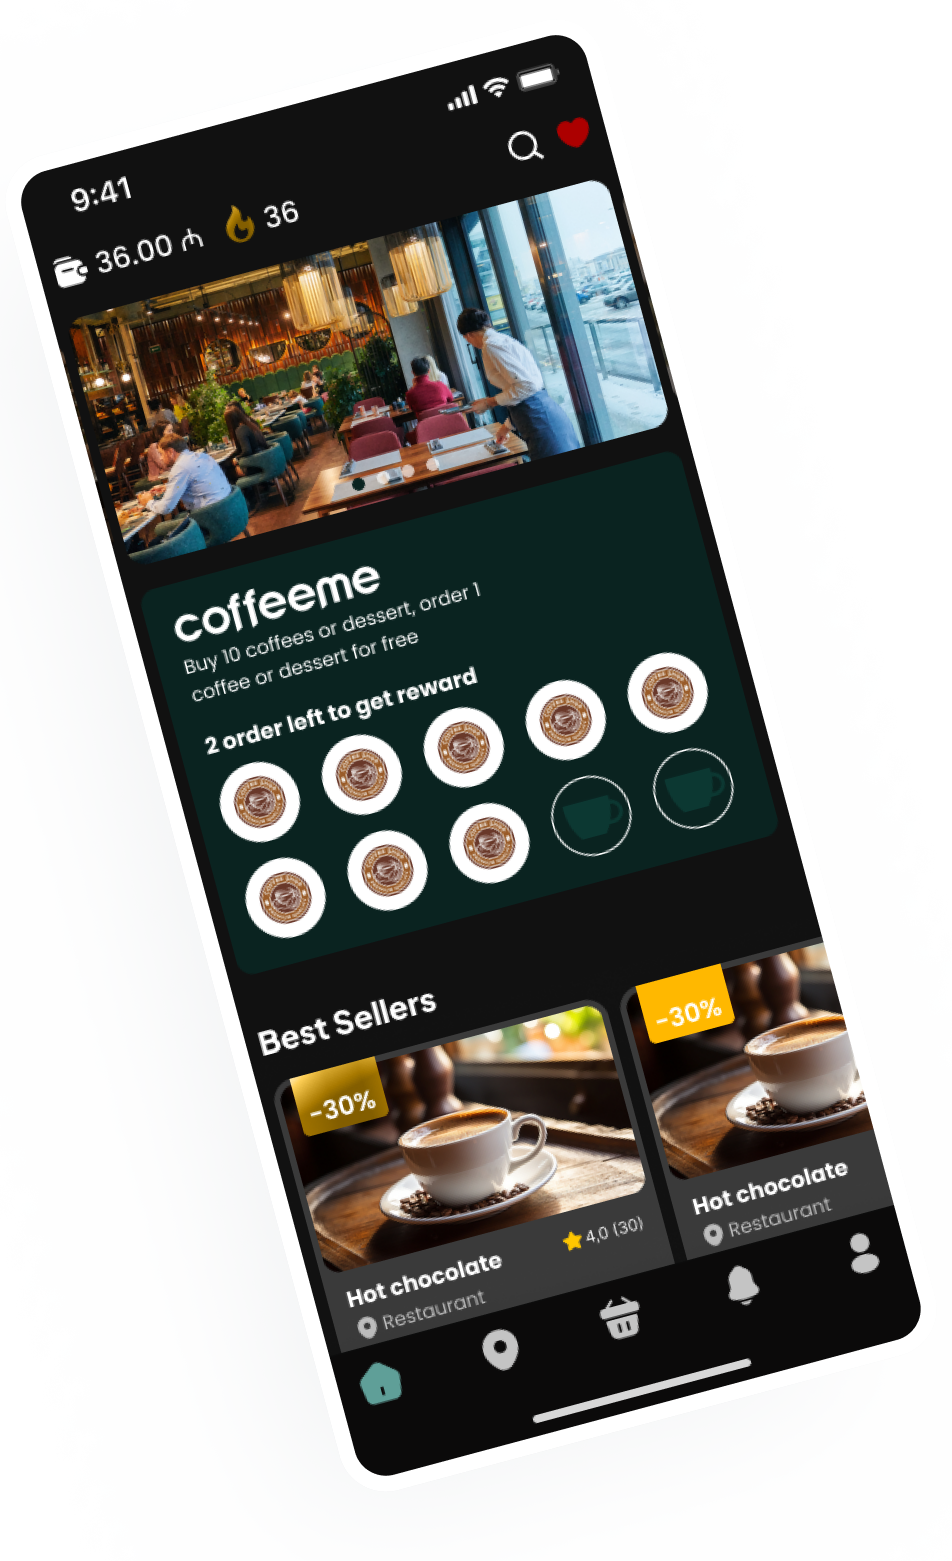 9:41
36.00 ₼ 36
coffeeme
Buy 10 coffees or dessert, order 1
coffee or dessert for free
2 order left to get reward
Best Sellers
-30%
-30%
Hot chocolate
4,0 (30)
Restaurant
Hot chocolate
Restaurant